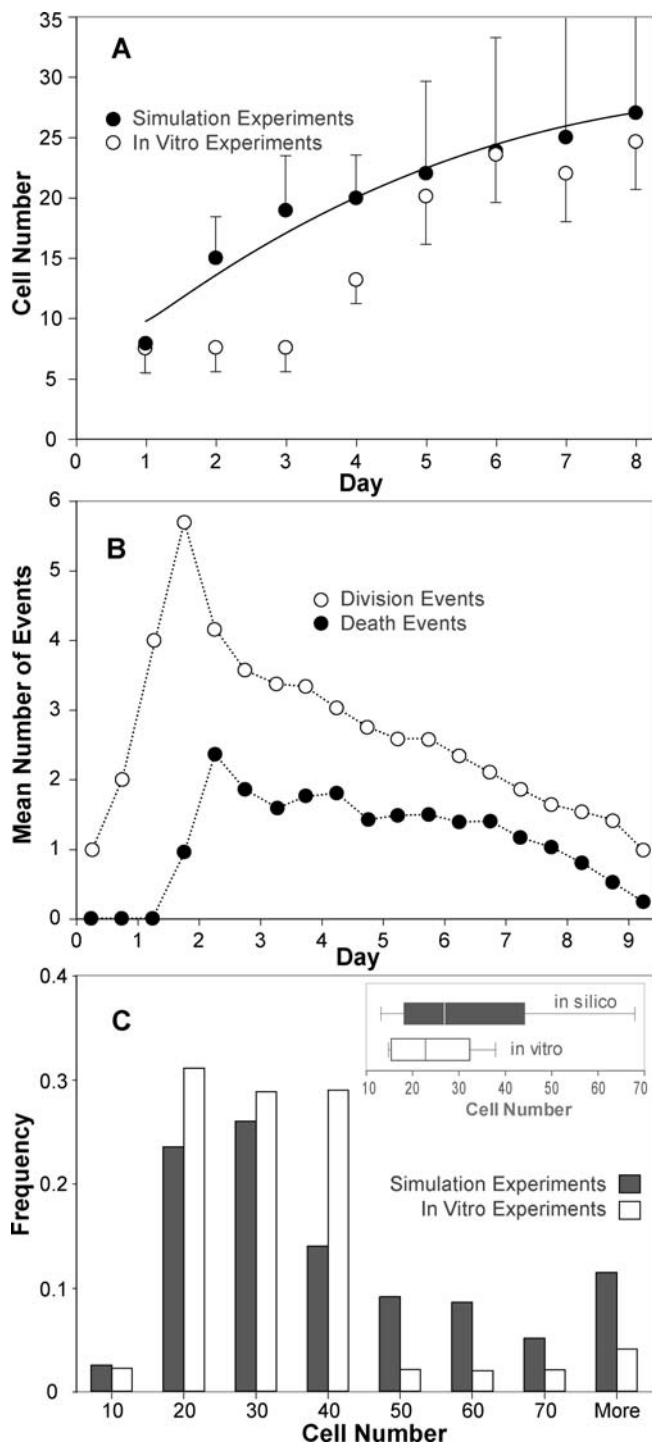 35
A
30
Simulation Experiments
In Vitro Experiments
25
20
15
10
5
0
Cell Number
0 1 2 3 4 5 6 7 8
Day
6
B
5
Division Events
Death Events
4
3
2
1
0
Mean Number of Events
0 1 2 3 4 5 6 7 8 9
Day
0.4
C
in silico
in vitro
10 20 30 40 50 60 70
Cell Number
0.3
Simulation Experiments
In Vitro Experiments
0.2
0.1
0
Frequency
10 20 30 40 50 60 70 More
Cell Number